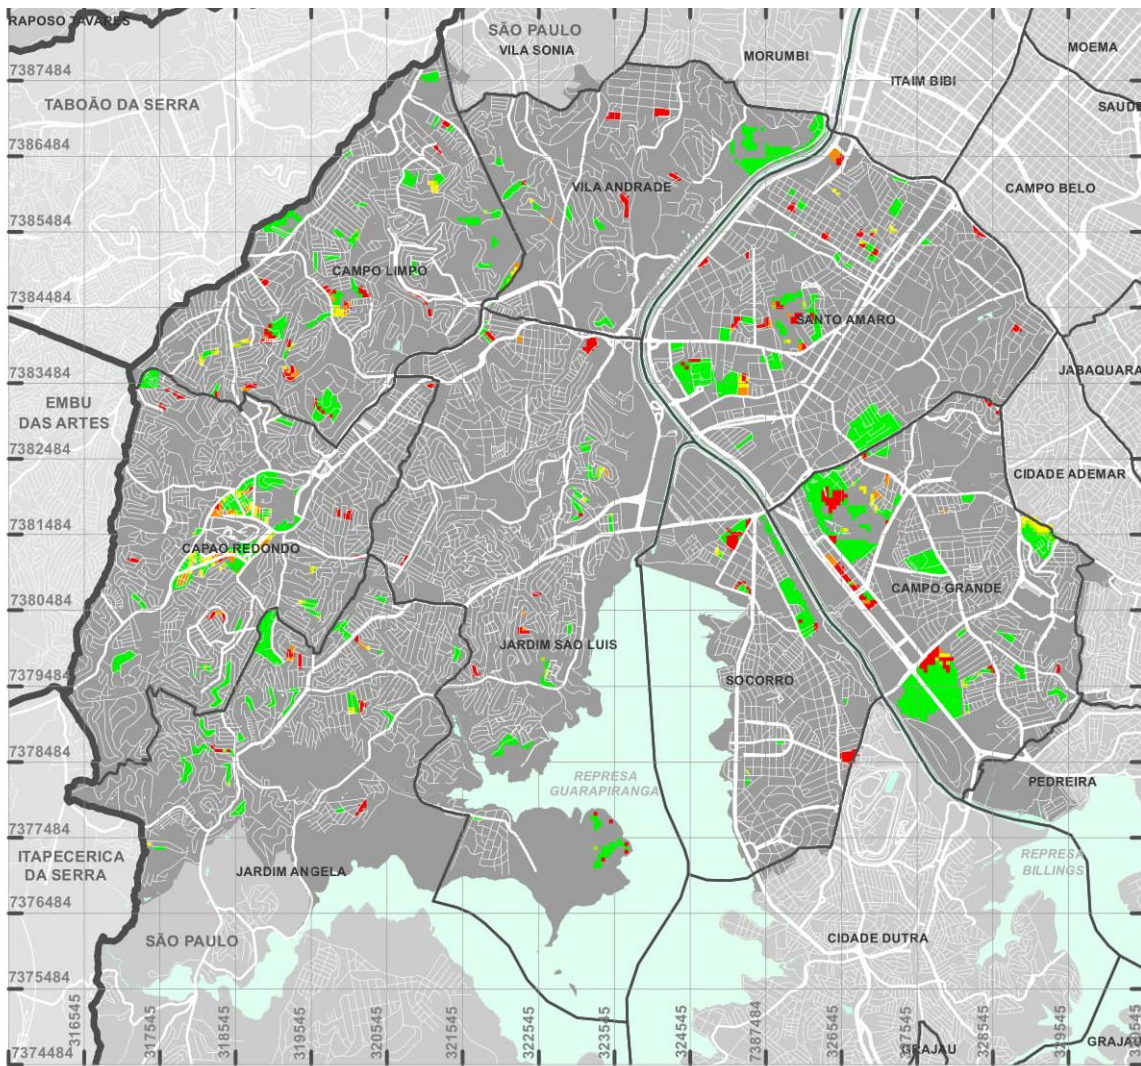 RAPOSO TAVARES
SÃO PAULO
VILA SONIA
MORUMBI
MOEMA
ITAIM BIBI
SAUDE
7387484
TABOÃO DA SERRA
7386484
VILA ANDRADE
CAMPO BELO
7385484
CAMPO LIMPO
7384484
SANTO AMARO
JABAQUARA
7383484
EMBU
DAS ARTES
7382484
CIDADE ADEMAR
7381484
CAPAO REDONDO
CAMPO GRANDE
7380484
JARDIM SAO LUIS
SOCORRO
7379484
7378484
REPRESA
GUARAPIRANGA
PEDREIRA
7377484
ITAPECERICA
DA SERRA
JARDIM ANGELA
REPRESA
BILLINGS
7376484
SÃO PAULO
CIDADE DUTRA
7375484
316545
317545
318545
319545
320545
321545
322545
323545
324545
7387484
326545
327545
328545
329545
7374484
GRAJAU
GRAJAU